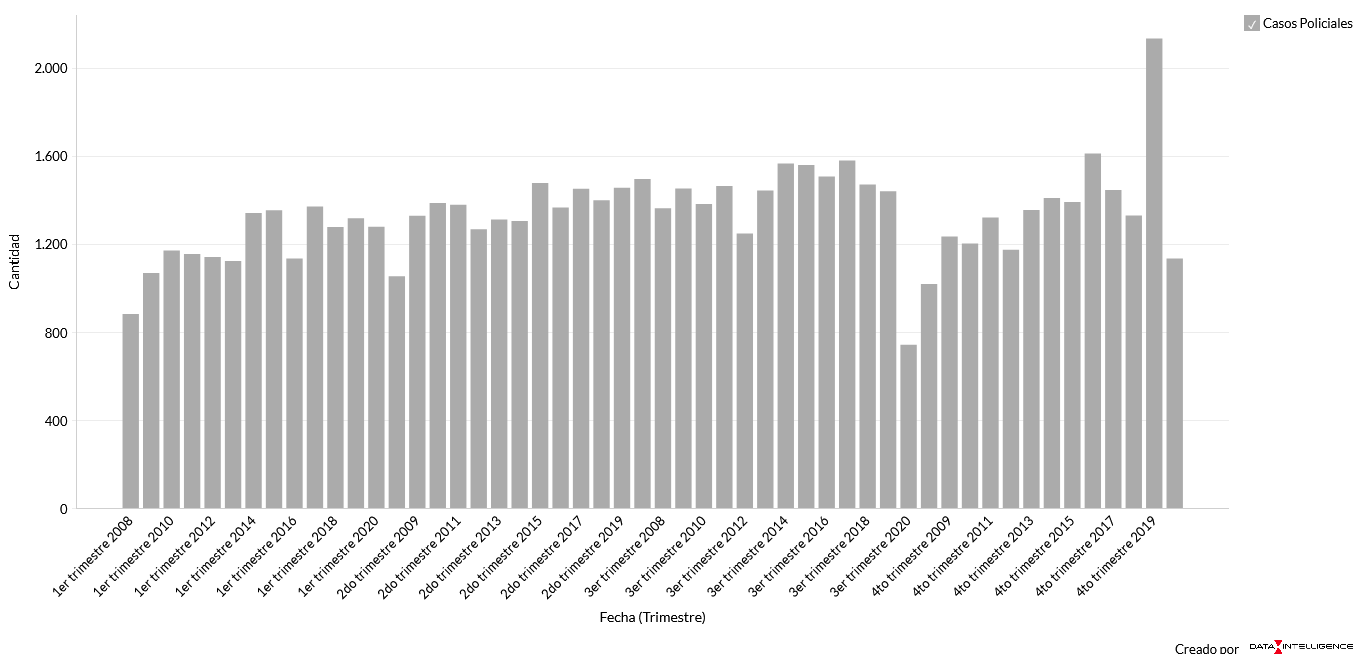 Casos Policiales
2.000
1.600
1.200
800
400
0
Cantidad
1er trimestre 2008
1er trimestre 2010
1er trimestre 2012
1er trimestre 2014
1er trimestre 2016
1er trimestre 2018
1er trimestre 2020
2do trimestre 2009
2do trimestre 2011
2do trimestre 2013
2do trimestre 2015
2do trimestre 2017
2do trimestre 2019
3er trimestre 2008
3er trimestre 2010
3er trimestre 2012
3er trimestre 2014
3er trimestre 2016
3er trimestre 2018
3er trimestre 2020
4to trimestre 2009
4to trimestre 2011
4to trimestre 2013
4to trimestre 2015
4to trimestre 2017
4to trimestre 2019
Fecha (Trimestre)
Creado por DATA INTELLIGENCE